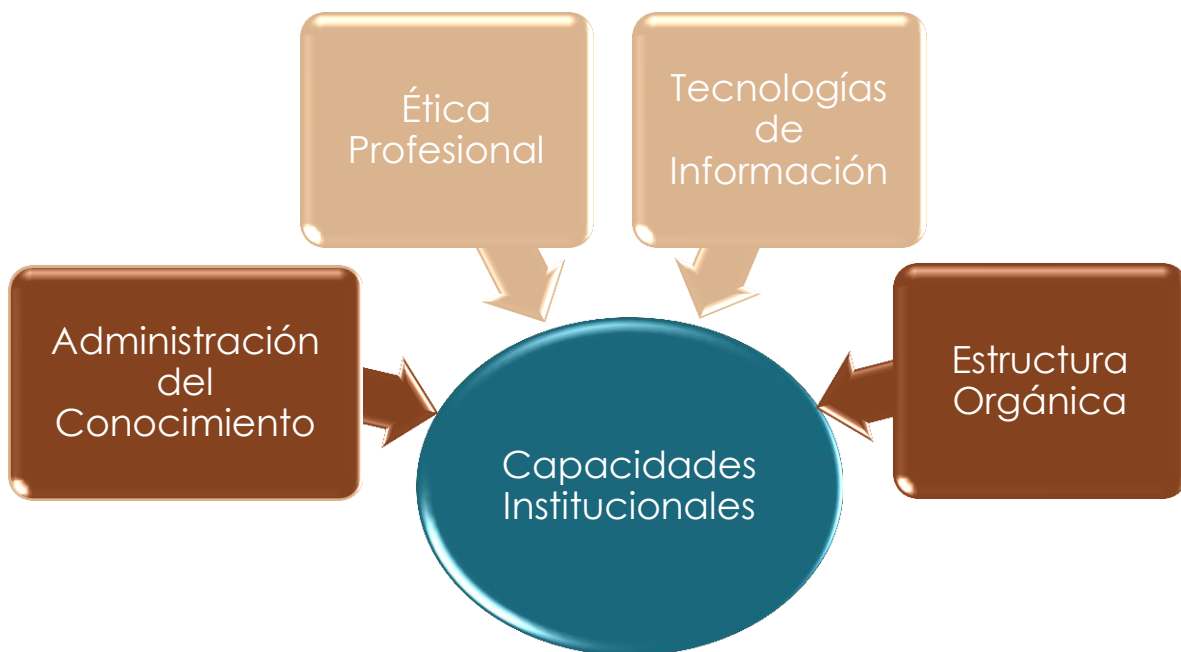 Ética
Profesional
Tecnologías
de
Información
Administración
del
Conocimiento
Estructura
Orgánica
Capacidades
Institucionales